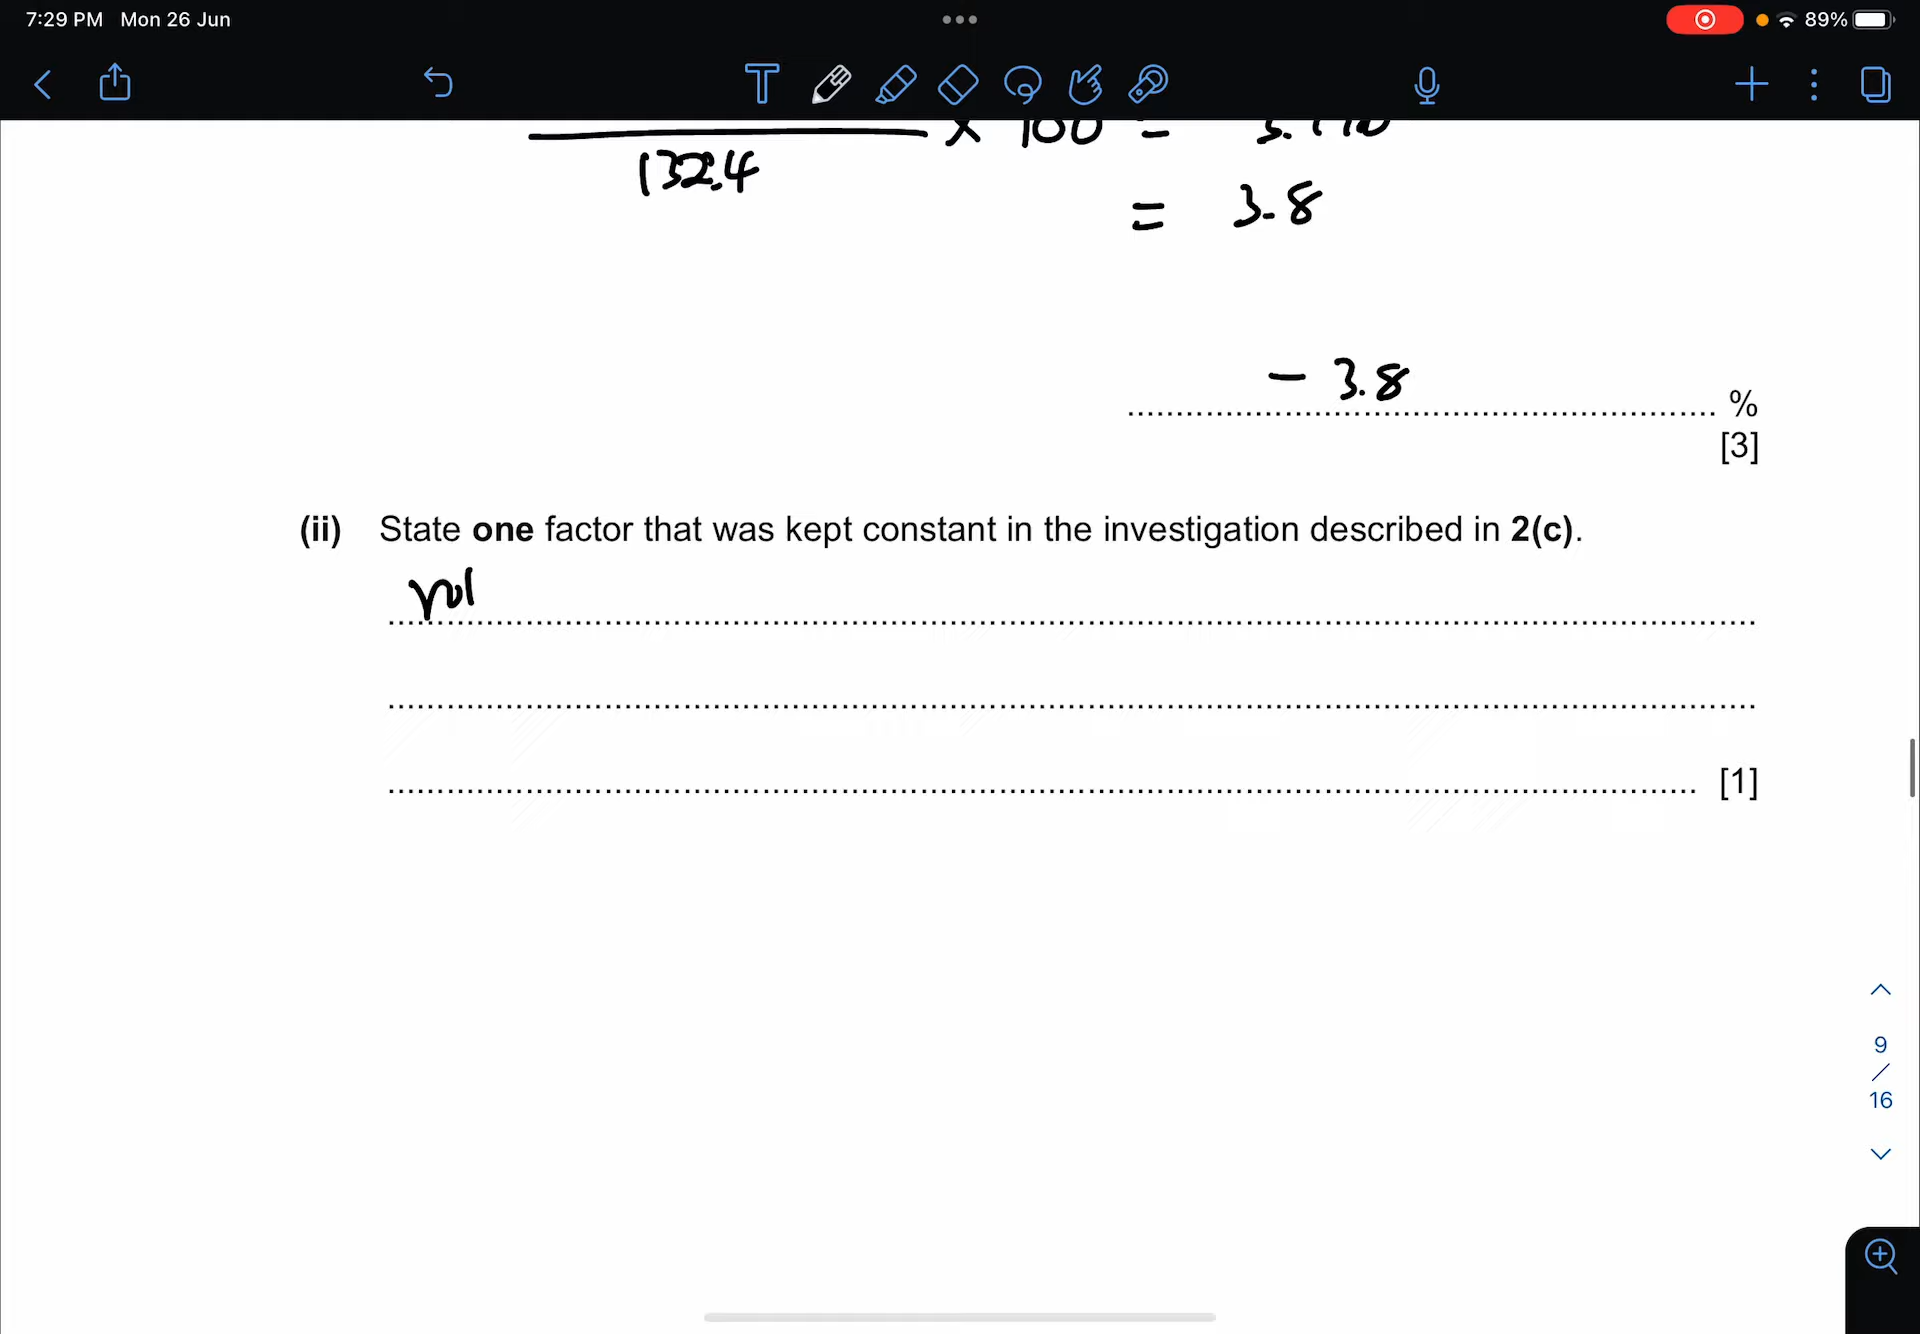 7:29 PM Mon 26 Jun
89%
× 100 =
132.4
= 3.8
- 3.8
%
[3]
(ii) State one factor that was kept constant in the investigation described in 2(c).
vol
[1]
9
/
16